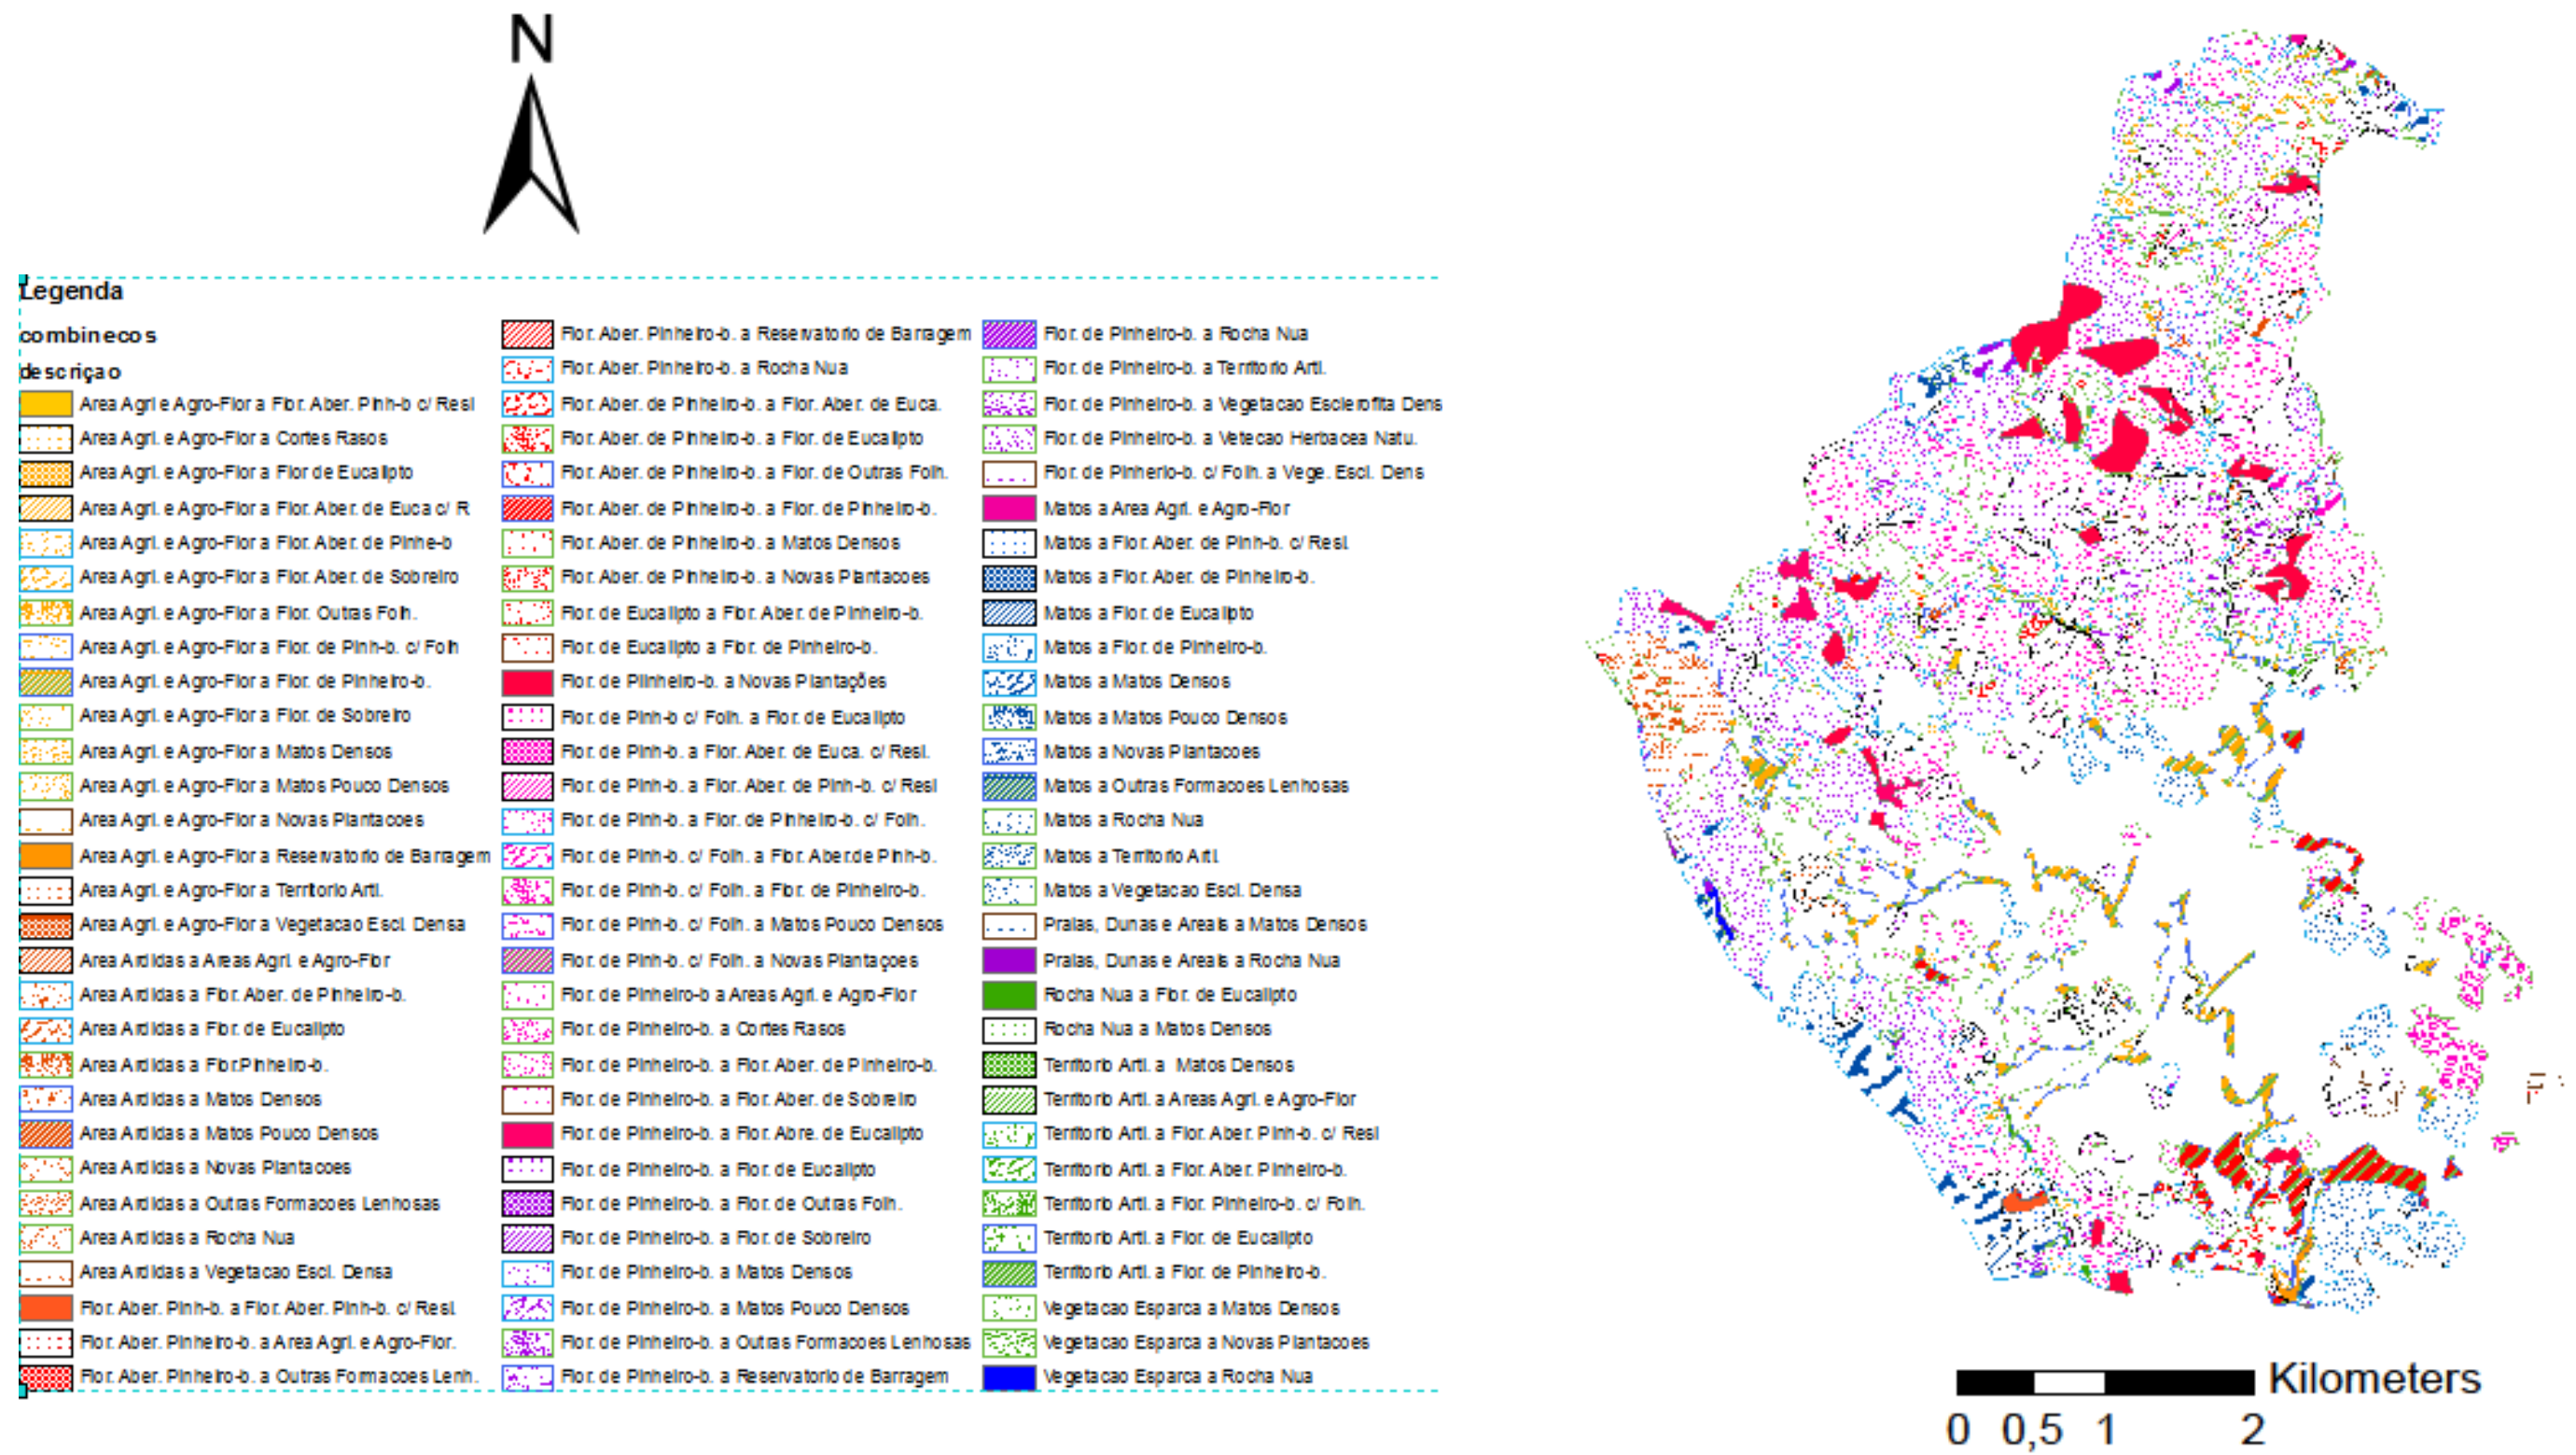 N
Legenda
combinecos
descriçao
Area Agri e Agro-Flor a Flor. Aber. Pinh-b c/ Resi
Area Agri. e Agro-Flor a Cortes Rasos
Area Agri. e Agro-Flor a Flor de Eucalipto
Area Agri. e Agro-Flor a Flor. Aber. de Euca c/ R
Area Agri. e Agro-Flor a Flor. Aber. de Pinhe-b
Area Agri. e Agro-Flor a Flor. Aber. de Sobreiro
Area Agri. e Agro-Flor a Flor. Outras Folh.
Area Agri. e Agro-Flor a Flor. de Pinh-b. c/ Folh
Area Agri. e Agro-Flor a Flor. de Pinheiro-b.
Area Agri. e Agro-Flor a Flor. de Sobreiro
Area Agri. e Agro-Flor a Matos Densos
Area Agri. e Agro-Flor a Matos Pouco Densos
Area Agri. e Agro-Flor a Novas Plantacoes
Area Agri. e Agro-Flor a Reservatorio de Barragem
Area Agri. e Agro-Flor a Territorio Arti.
Area Agri. e Agro-Flor a Vegetacao Escl. Densa
Area Ardidas a Areas Agri. e Agro-Flor
Area Ardidas a Flor. Aber. de Pinheiro-b.
Area Ardidas a Flor. de Eucalipto
Area Ardidas a Flor.Pinheiro-b.
Area Ardidas a Matos Densos
Area Ardidas a Matos Pouco Densos
Area Ardidas a Novas Plantacoes
Area Ardidas a Outras Formacoes Lenhosas
Area Ardidas a Rocha Nua
Area Ardidas a Vegetacao Escl. Densa
Flor. Aber. Pinh-b. a Flor. Aber. Pinh-b. c/ Resi.
Flor. Aber. Pinheiro-b. a Area Agri. e Agro-Flor.
Flor. Aber. Pinheiro-b. a Outras Formacoes Lenh.
Flor. Aber. Pinheiro-b. a Reservatorio de Barragem
Flor. Aber. Pinheiro-b. a Rocha Nua
Flor. Aber. de Pinheiro-b. a Flor. Aber. de Euca.
Flor. Aber. de Pinheiro-b. a Flor. de Eucalipto
Flor. Aber. de Pinheiro-b. a Flor. de Outras Folh.
Flor. Aber. de Pinheiro-b. a Flor. de Pinheiro-b.
Flor. Aber. de Pinheiro-b. a Matos Densos
Flor. Aber. de Pinheiro-b. a Novas Plantacoes
Flor. de Eucalipto a Flor. Aber. de Pinheiro-b.
Flor. de Eucalipto a Flor. de Pinheiro-b.
Flor. de Piinheiro-b. a Novas Plantações
Flor. de Pinh-b c/ Folh. a Flor. de Eucalipto
Flor. de Pinh-b. a Flor. Aber. de Euca. c/ Resi.
Flor. de Pinh-b. a Flor. Aber. de Pinh-b. c/ Resi
Flor. de Pinh-b. a Flor. de Pinheiro-b. c/ Folh.
Flor. de Pinh-b. c/ Folh. a Flor. Aber.de Pinh-b.
Flor. de Pinh-b. c/ Folh. a Flor. de Pinheiro-b.
Flor. de Pinh-b. c/ Folh. a Matos Pouco Densos
Flor. de Pinh-b. c/ Folh. a Novas Plantaçoes
Flor. de Pinheiro-b a Areas Agri. e Agro-Flor
Flor. de Pinheiro-b. a Cortes Rasos
Flor. de Pinheiro-b. a Flor. Aber. de Pinheiro-b.
Flor. de Pinheiro-b. a Flor. Aber. de Sobreiro
Flor. de Pinheiro-b. a Flor. Abre. de Eucalipto
Flor. de Pinheiro-b. a Flor. de Eucalipto
Flor. de Pinheiro-b. a Flor. de Outras Folh.
Flor. de Pinheiro-b. a Flor. de Sobreiro
Flor. de Pinheiro-b. a Matos Densos
Flor. de Pinheiro-b. a Matos Pouco Densos
Flor. de Pinheiro-b. a Outras Formacoes Lenhosas
Flor. de Pinheiro-b. a Reservatorio de Barragem
Flor. de Pinheiro-b. a Rocha Nua
Flor. de Pinheiro-b. a Territorio Arti.
Flor. de Pinheiro-b. a Vegetacao Esclerofita Dens
Flor. de Pinheiro-b. a Vetecao Herbacea Natu.
Flor. de Pinherio-b. c/ Folh. a Vege. Escl. Dens
Matos a Area Agri. e Agro-Flor
Matos a Flor. Aber. de Pinh-b. c/ Resi.
Matos a Flor. Aber. de Pinheiro-b.
Matos a Flor. de Eucalipto
Matos a Flor. de Pinheiro-b.
Matos a Matos Densos
Matos a Matos Pouco Densos
Matos a Novas Plantacoes
Matos a Outras Formacoes Lenhosas
Matos a Rocha Nua
Matos a Territorio Arti.
Matos a Vegetacao Escl. Densa
Praias, Dunas e Areais a Matos Densos
Praias, Dunas e Areais a Rocha Nua
Rocha Nua a Flor. de Eucalipto
Rocha Nua a Matos Densos
Territorio Arti. a Matos Densos
Territorio Arti. a Areas Agri. e Agro-Flor
Territorio Arti. a Flor. Aber. Pinh-b. c/ Resi
Territorio Arti. a Flor. Aber. Pinheiro-b.
Territorio Arti. a Flor. Pinheiro-b. c/ Folh.
Territorio Arti. a Flor. de Eucalipto
Territorio Arti. a Flor. de Pinheiro-b.
Vegetacao Esparca a Matos Densos
Vegetacao Esparca a Novas Plantacoes
Vegetacao Esparca a Rocha Nua
Kilometers
0 0,5 1 2